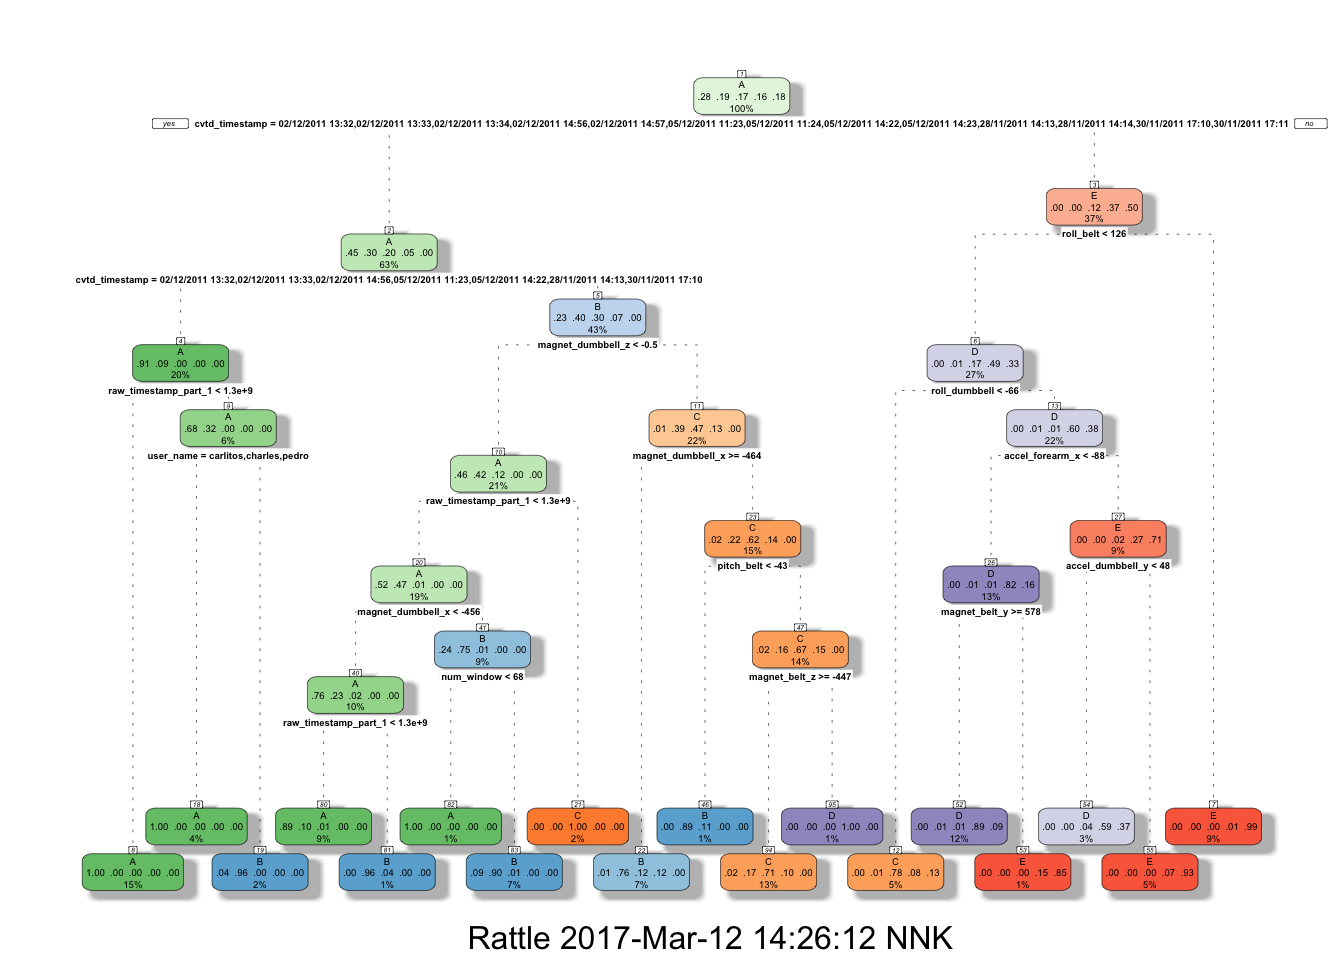 1
A
.28 .19 .17 .16 .18
100%
yes cvtd_timestamp = 02/12/2011 13:32,02/12/2011 13:33,02/12/2011 13:34,02/12/2011 14:56,02/12/2011 14:57,05/12/2011 11:23,05/12/2011 11:24,05/12/2011 14:22,05/12/2011 14:23,28/11/2011 14:13,28/11/2011 14:14,30/11/2011 17:10,30/11/2011 17:11 no
3
E
.00 .00 .12 .37 .50
37%
roll_belt < 126
2
A
.45 .30 .20 .05 .00
63%
cvtd_timestamp = 02/12/2011 13:32,02/12/2011 13:33,02/12/2011 14:56,05/12/2011 11:23,05/12/2011 14:22,28/11/2011 14:13,30/11/2011 17:10
5
B
.23 .40 .30 .07 .00
43%
magnet_dumbbell_z < -0.5
4
A
.91 .09 .00 .00 .00
20%
raw_timestamp_part_1 < 1.3e+9
6
D
.00 .01 .17 .49 .33
27%
roll_dumbbell < -66
9
A
.68 .32 .00 .00 .00
6%
user_name = carlitos,charles,pedro
11
C
.01 .39 .47 .13 .00
22%
magnet_dumbbell_x >= -464
13
D
.00 .01 .01 .60 .38
22%
accel_forearm_x < -88
10
A
.46 .42 .12 .00 .00
21%
raw_timestamp_part_1 < 1.3e+9
23
C
.02 .22 .62 .14 .00
15%
pitch_belt < -43
27
E
.00 .00 .02 .27 .71
9%
accel_dumbbell_y < 48
20
A
.52 .47 .01 .00 .00
19%
magnet_dumbbell_x < -456
26
D
.00 .01 .01 .82 .16
13%
magnet_belt_y >= 578
41
B
.24 .75 .01 .00 .00
9%
num_window < 68
47
C
.02 .16 .67 .15 .00
14%
magnet_belt_z >= -447
40
A
.76 .23 .02 .00 .00
10%
raw_timestamp_part_1 < 1.3e+9
18
A
1.00 .00 .00 .00 .00
4%
80
A
.89 .10 .01 .00 .00
9%
82
A
1.00 .00 .00 .00 .00
1%
21
C
.00 .00 1.00 .00 .00
2%
46
B
.00 .89 .11 .00 .00
1%
95
D
.00 .00 .00 1.00 .00
1%
52
D
.00 .01 .01 .89 .09
12%
54
D
.00 .00 .04 .59 .37
3%
7
E
.00 .00 .00 .01 .99
9%
8
A
1.00 .00 .00 .00 .00
15%
19
B
.04 .96 .00 .00 .00
2%
81
B
.00 .96 .04 .00 .00
1%
83
B
.09 .90 .01 .00 .00
7%
22
B
.01 .76 .12 .12 .00
7%
94
C
.02 .17 .71 .10 .00
13%
12
C
.00 .01 .78 .08 .13
5%
53
E
.00 .00 .00 .15 .85
1%
55
E
.00 .00 .00 .07 .93
5%
Rattle 2017-Mar-12 14:26:12 NNK